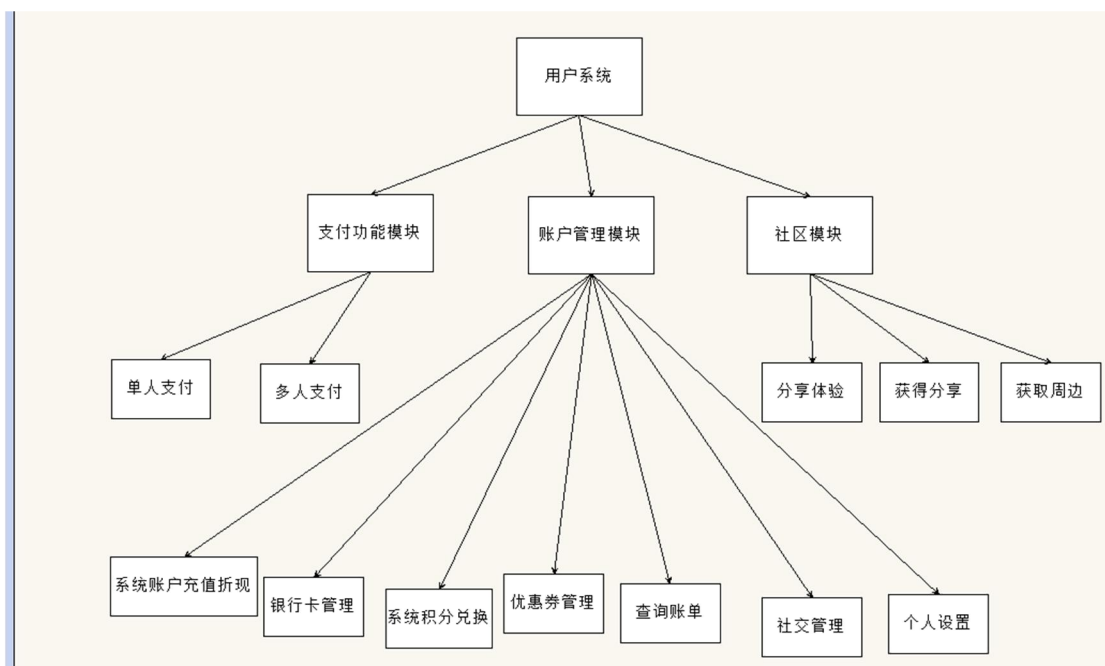 用户系统
支付功能模块
账户管理模块
社区模块
单人支付
多人支付
分享体验
获得分享
获取周边
系统账户充值折现
银行卡管理
系统积分兑换
优惠券管理
查询账单
社交管理
个人设置